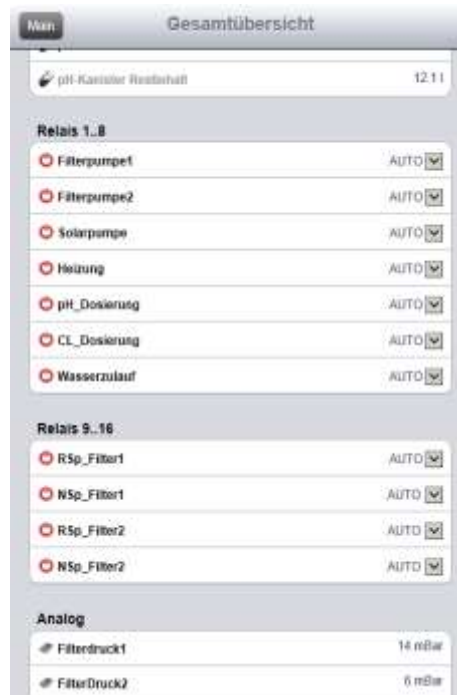 Main
Gesamtübersicht
pH-Kanister Restinhalt 12.1 l
Relais 1..8
Filterpumpe1 AUTO
Filterpumpe2 AUTO
Solarpumpe AUTO
Heizung AUTO
pH_Dosierung AUTO
CL_Dosierung AUTO
Wasserzulauf AUTO
Relais 9..16
RSp_Filter1 AUTO
NSp_Filter1 AUTO
RSp_Filter2 AUTO
NSp_Filter2 AUTO
Analog
Filterdruck1 14 mBar
FilterDruck2 6 mBar